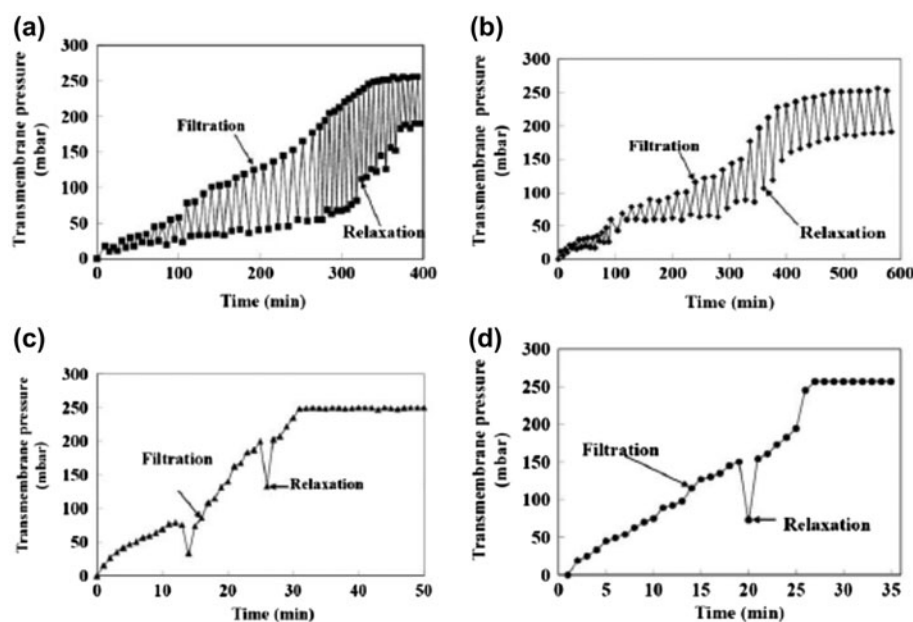 (a)
Transmembrane pressure
(mbar)
300
250
200
150
100
50
0
Filtration
Relaxation
0 100 200 300 400
Time (min)
(b)
Transmembrane pressure
(mbar)
300
250
200
150
100
50
0
Filtration
Relaxation
0 100 200 300 400 500 600
Time (min)
(c)
Transmembrane pressure
(mbar)
300
250
200
150
100
50
0
Filtration
Relaxation
0 10 20 30 40 50
Time (min)
(d)
Transmembrane pressure
(mbar)
300
250
200
150
100
50
0
Filtration
Relaxation
0 5 10 15 20 25 30 35
Time (min)